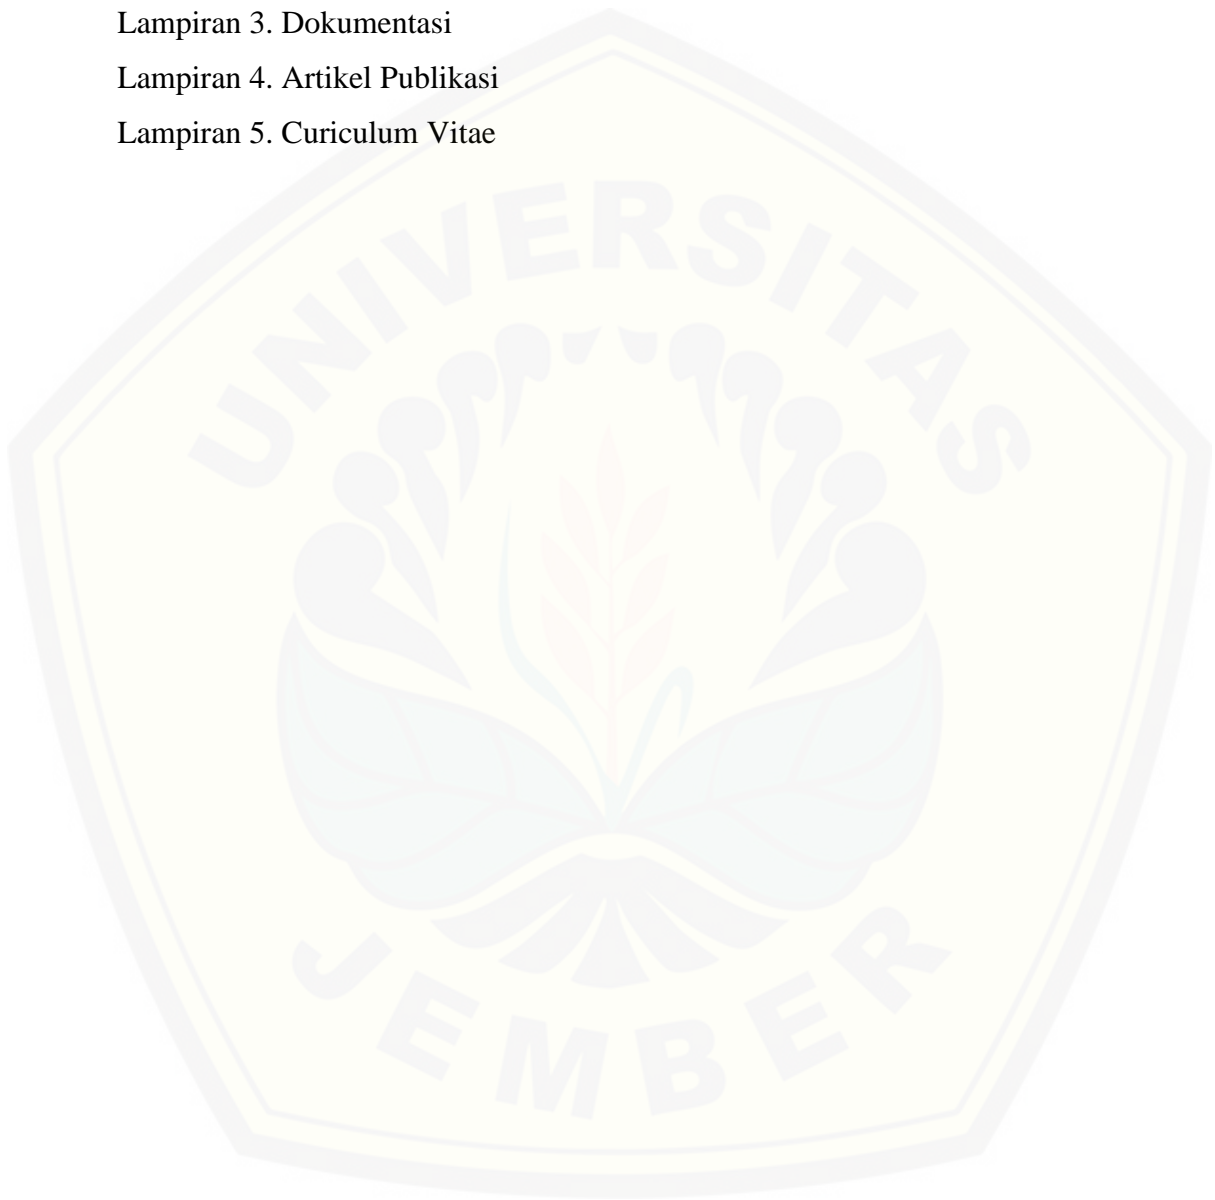 Lampiran 3. Dokumentasi
Lampiran 4. Artikel Publikasi
Lampiran 5. Curiculum Vitae
UNIVERSITAS
JEMBER